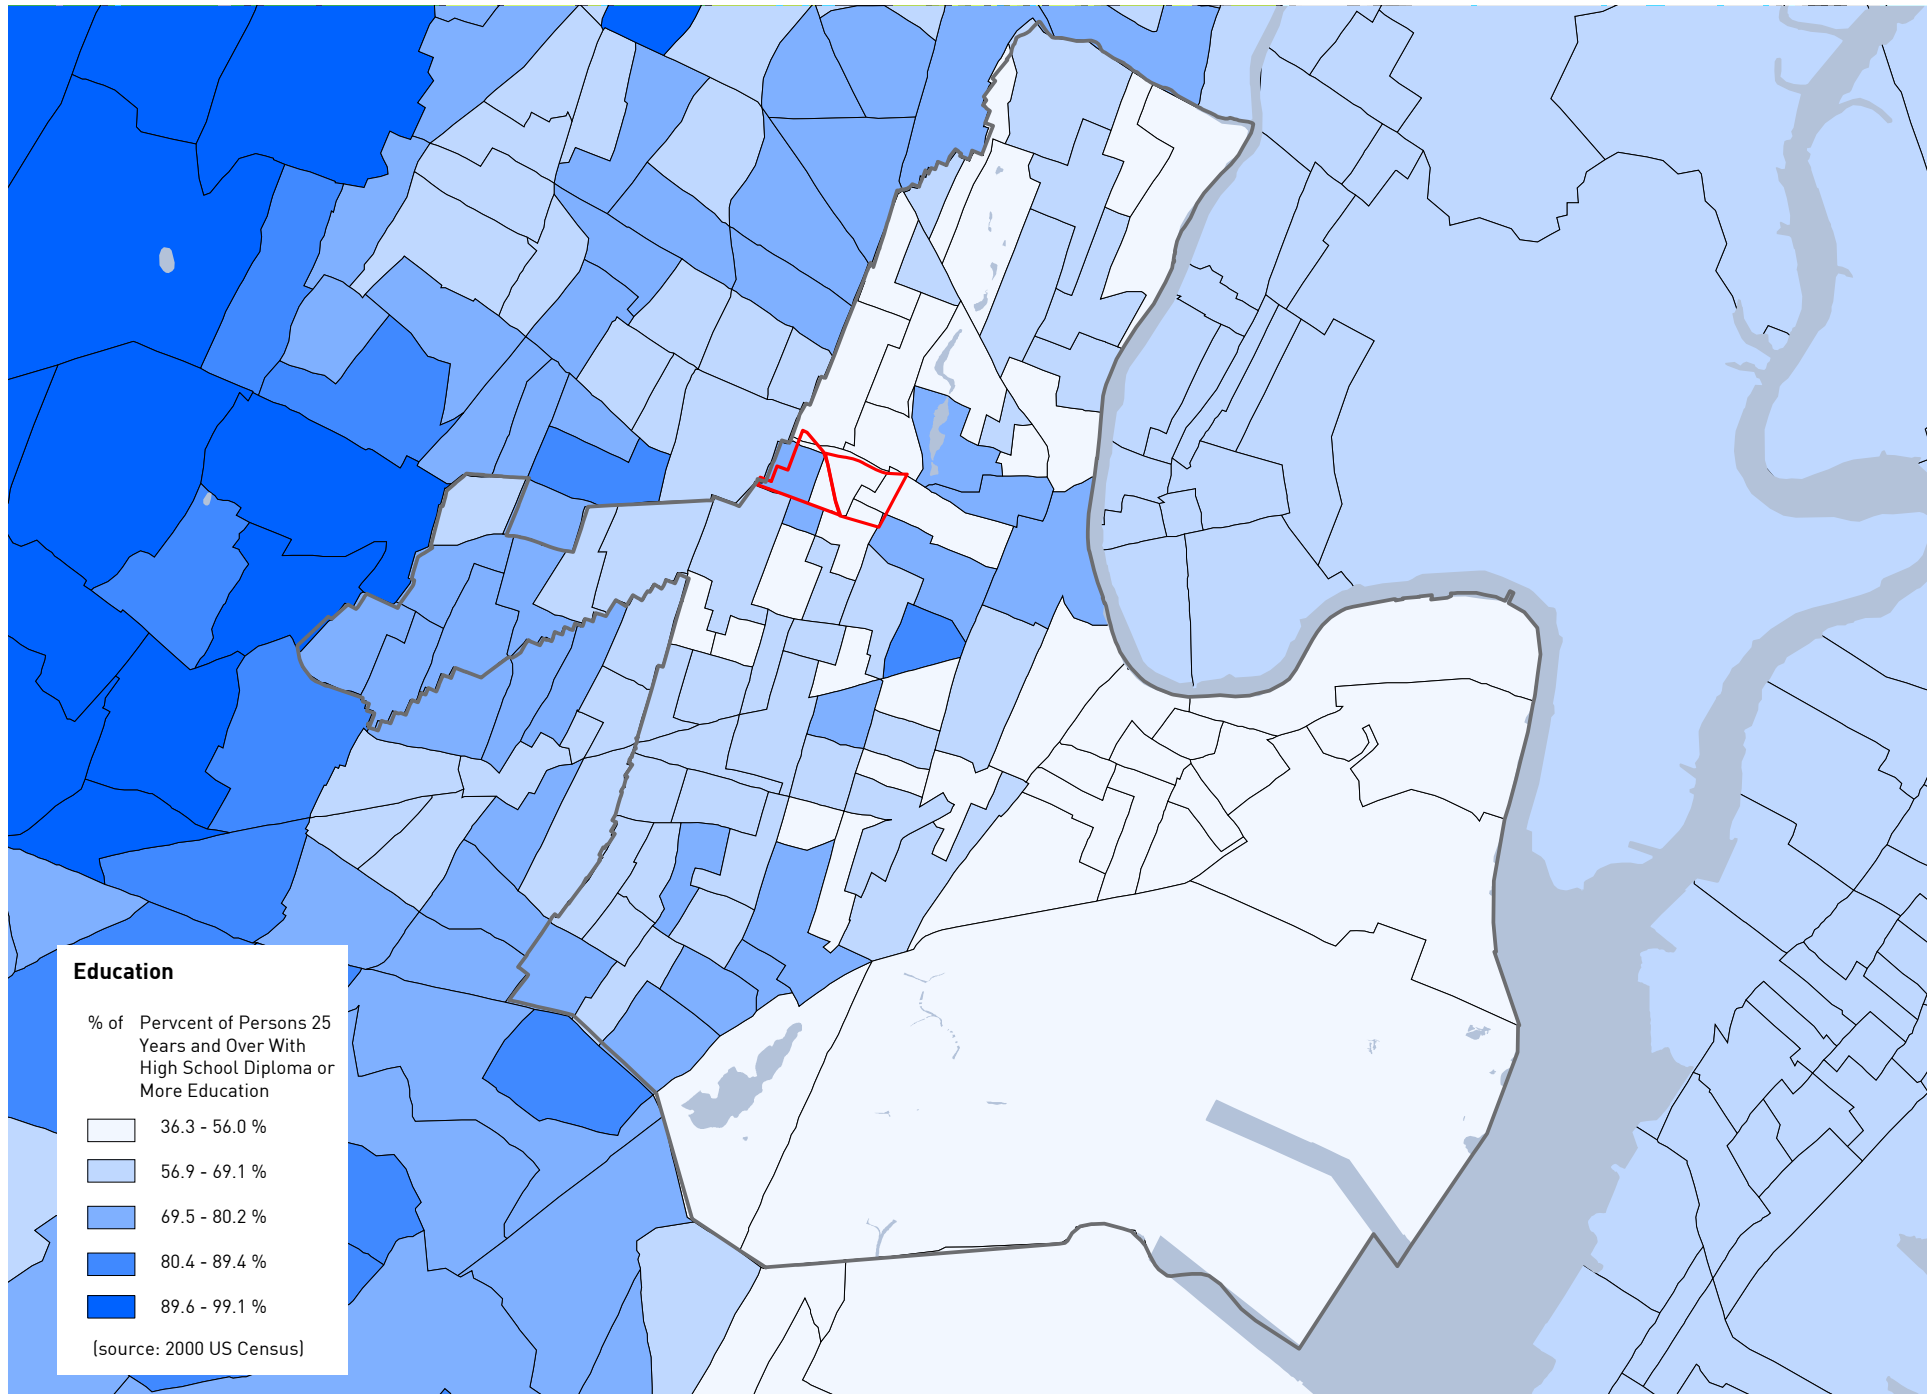 Education
% of Pervcent of Persons 25
Years and Over With
High School Diploma or
More Education
36.3 - 56.0 %
56.9 - 69.1 %
69.5 - 80.2 %
80.4 - 89.4 %
89.6 - 99.1 %
(source: 2000 US Census)